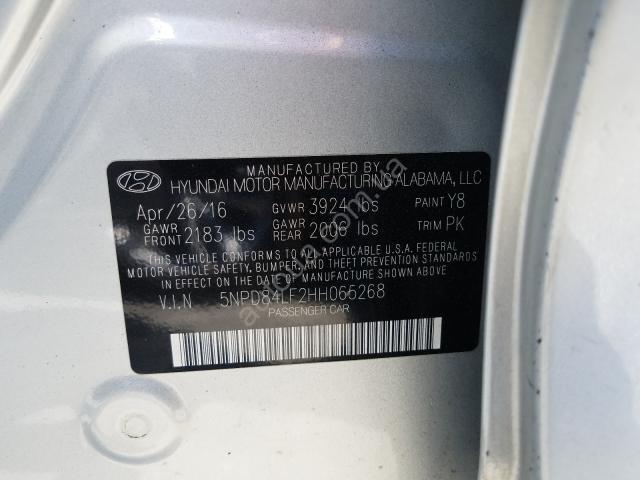 MANUFACTURED BY
HYUNDAI MOTOR MANUFACTURING ALABAMA, LLC
Apr/26/16 GVWR 3924 lbs PAINT Y8
GAWR FRONT 2183 lbs GAWR REAR 2006 lbs TRIM PK
THIS VEHICLE CONFORMS TO ALL APPLICABLE U.S.A. FEDERAL
MOTOR VEHICLE SAFETY, BUMPER, AND THEFT PREVENTION
STANDARDS IN EFFECT ON THE DATE OF MANUFACTURE SHOWN ABOVE.
V.I.N 5NPD84LF2HH065268
PASSENGER CAR